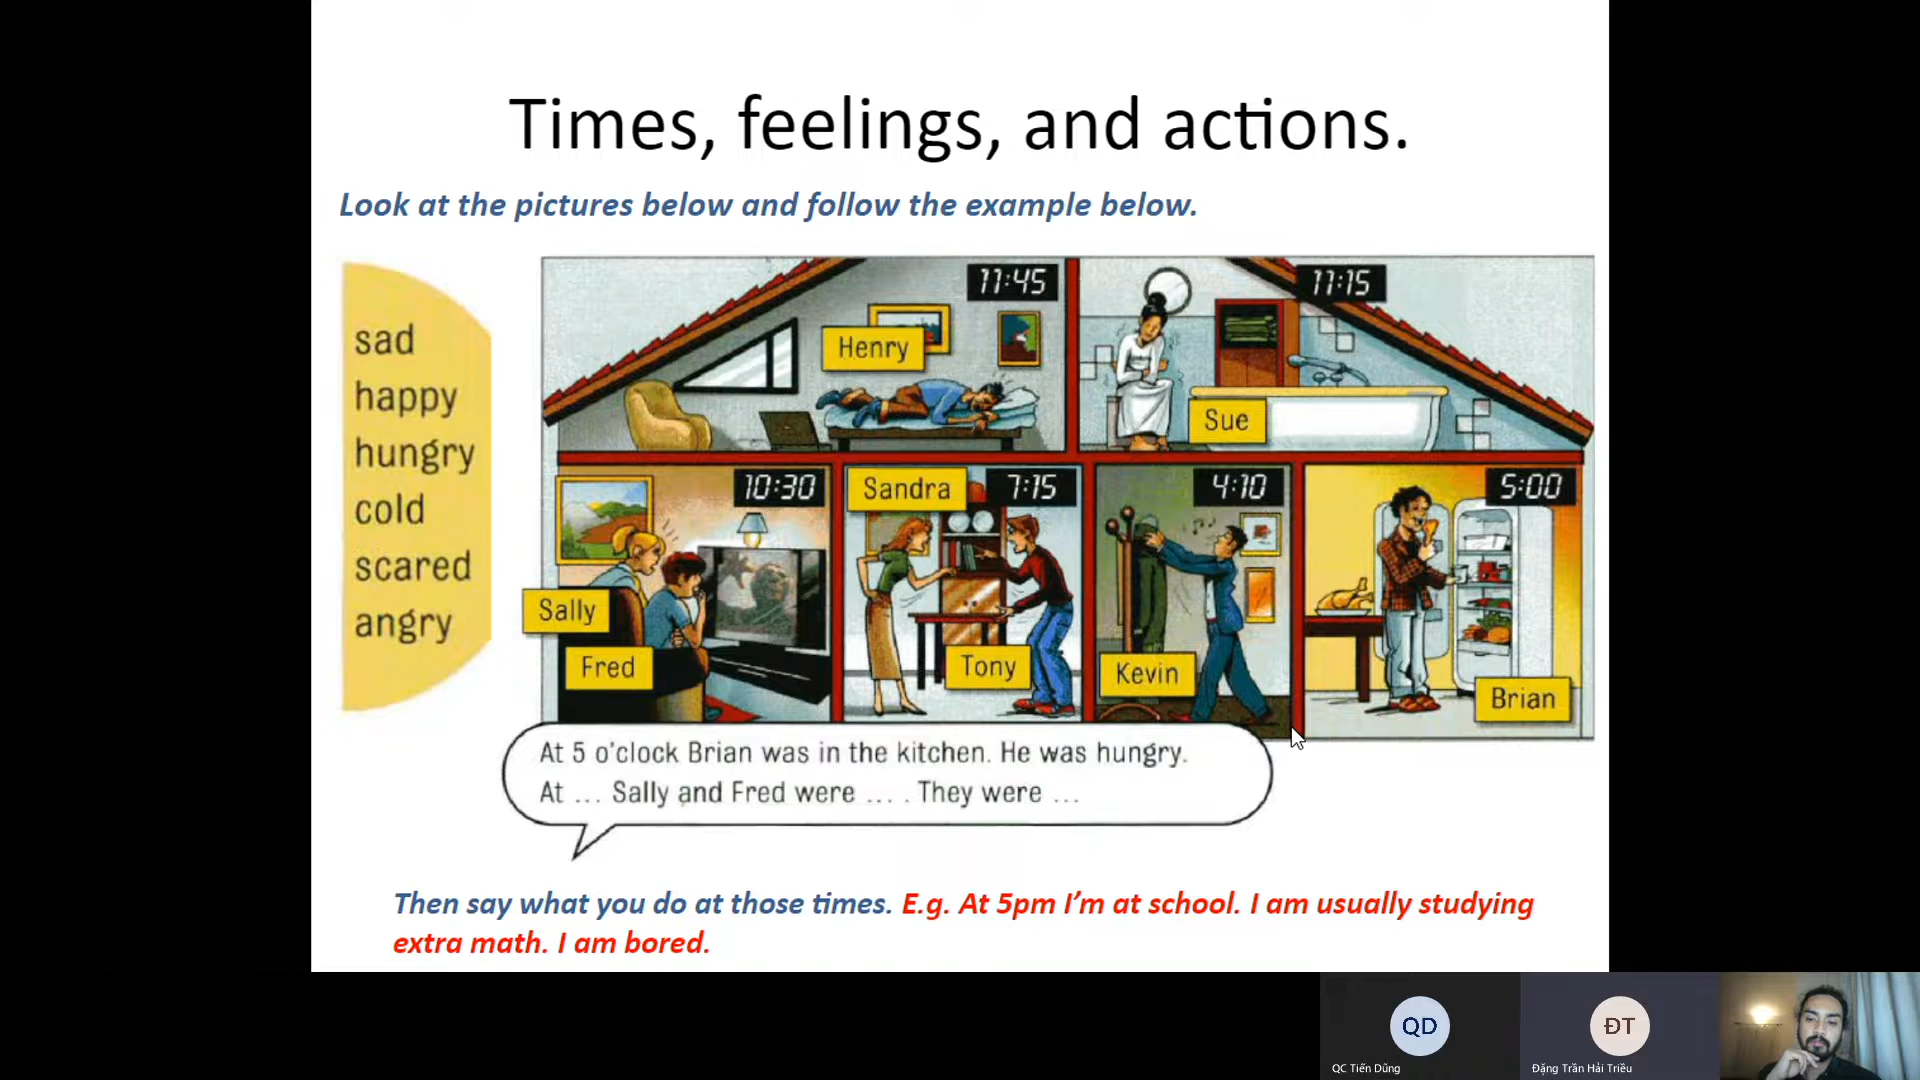 Times, feelings, and actions.
Look at the pictures below and follow the example below.
sad
happy
hungry
cold
scared
angry
11:45
Henry
11:15
Sue
10:30
Sally
Fred
Sandra
7:15
Tony
4:10
Kevin
5:00
Brian
At 5 o'clock Brian was in the kitchen. He was hungry.
At ... Sally and Fred were .... They were ...
Then say what you do at those times. E.g. At 5pm I'm at school. I am usually studying
extra math. I am bored.
QD
QC Tiến Dũng
ĐT
Đặng Trần Hải Triều